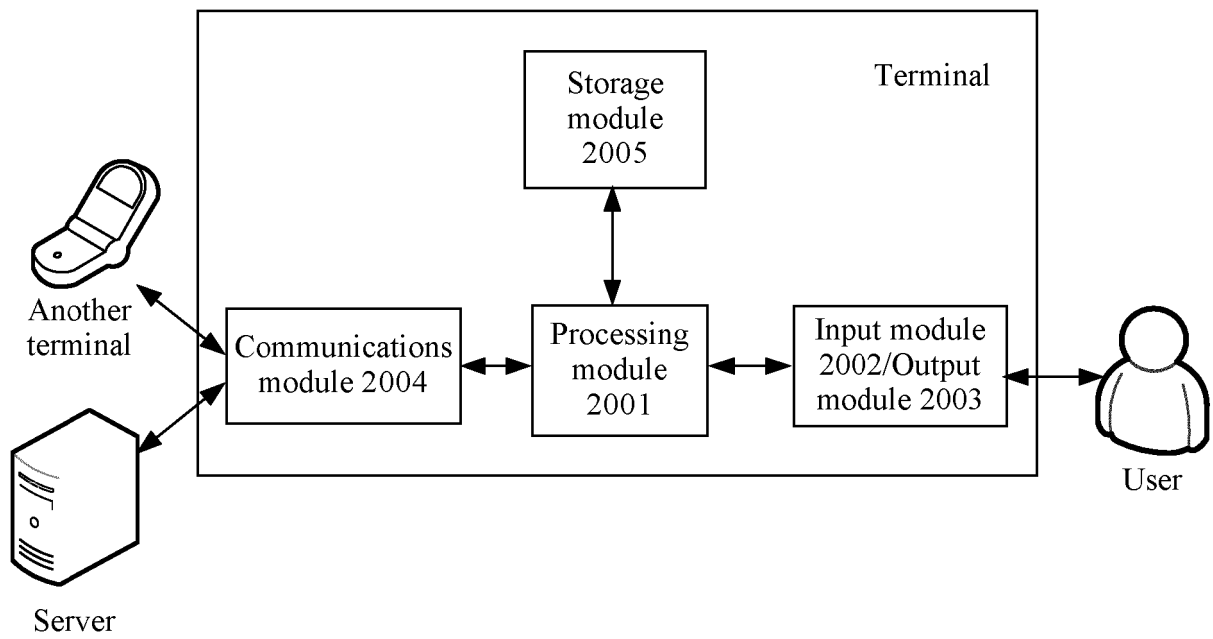 Terminal
Storage
module
2005
Another
terminal
Communications
module 2004
Processing
module
2001
Input module
2002/Output
module 2003
User
Server